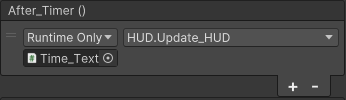 After_Timer ()
Runtime Only HUD.Update_HUD
Time_Text
+ -